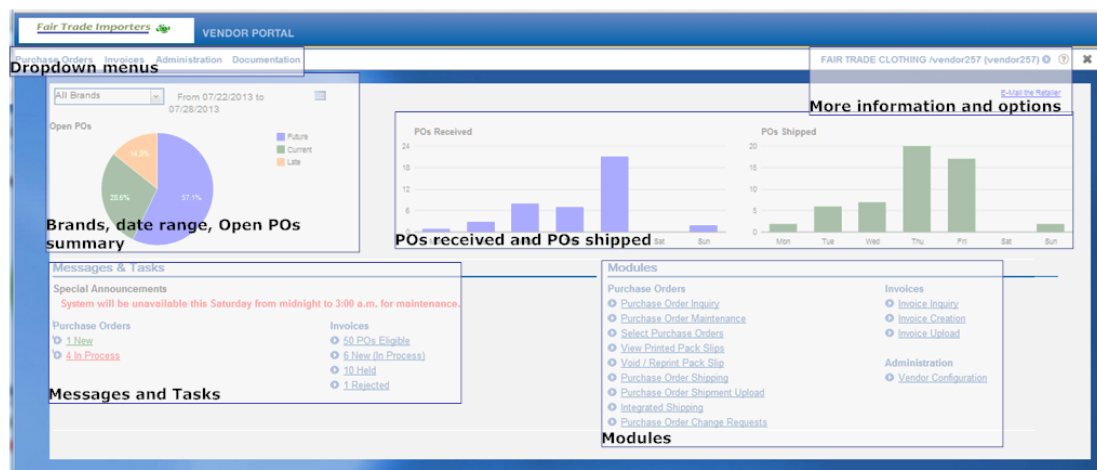 Fair Trade Importers
VENDOR PORTAL
Purchase Orders Invoices Administration Documentation
Dropdown menus
FAIR TRADE CLOTHING /vendor257 (vendor257)
E-Mail the Retailer
More information and options
All Brands
From 07/22/2013 to
07/28/2013
Open POs
Future
Current
Late
14.3%
28.6%
57.1%
Brands, date range, Open POs
summary
POs Received
24
18
12
6
0
Sat
Sun
POs received and POs shipped
POs Shipped
20
16
12
8
4
0
Mon Tue Wed Thu Fri Sat Sun
Messages & Tasks
Special Announcements
System will be unavailable this Saturday from midnight to 3:00 a.m. for maintenance.
Purchase Orders
1 New
4 In Process
Invoices
50 POs Eligible
6 New (In Process)
10 Held
1 Rejected
Messages and Tasks
Modules
Purchase Orders
Purchase Order Inquiry
Purchase Order Maintenance
Select Purchase Orders
View Printed Pack Slips
Void / Reprint Pack Slip
Purchase Order Shipping
Purchase Order Shipment Upload
Integrated Shipping
Purchase Order Change Requests
Invoices
Invoice Inquiry
Invoice Creation
Invoice Upload
Administration
Vendor Configuration
Modules